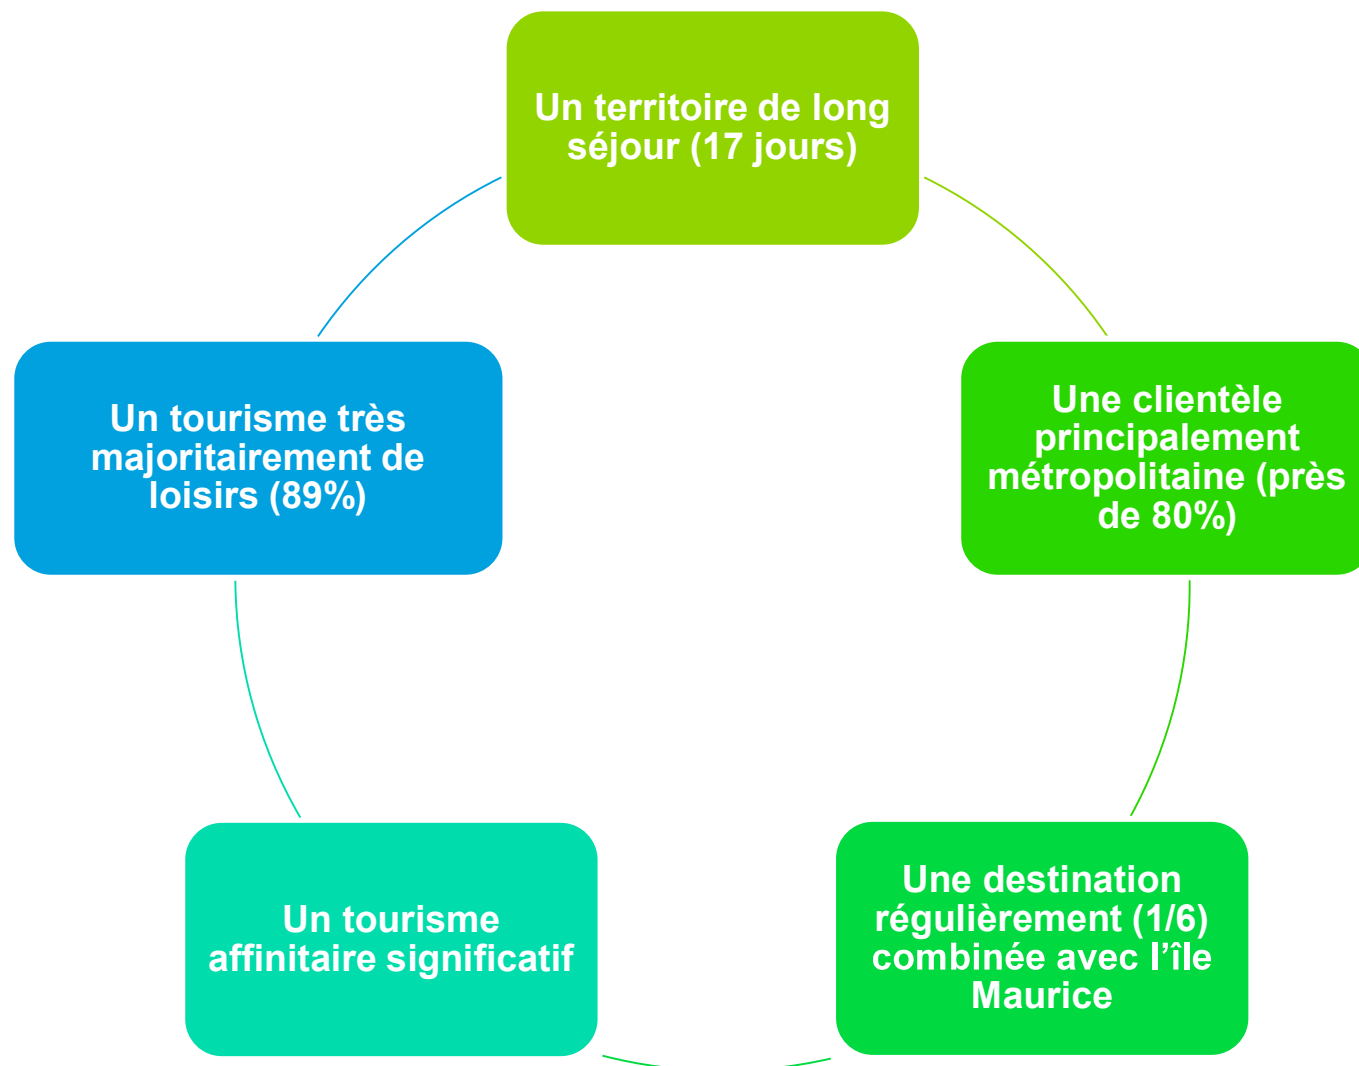 Un territoire de long
séjour (17 jours)
Une clientèle
principalement
métropolitaine (près
de 80%)
Une destination
régulièrement (1/6)
combinée avec l’île
Maurice
Un tourisme
affinitaire significatif
Un tourisme très
majoritairement de
loisirs (89%)